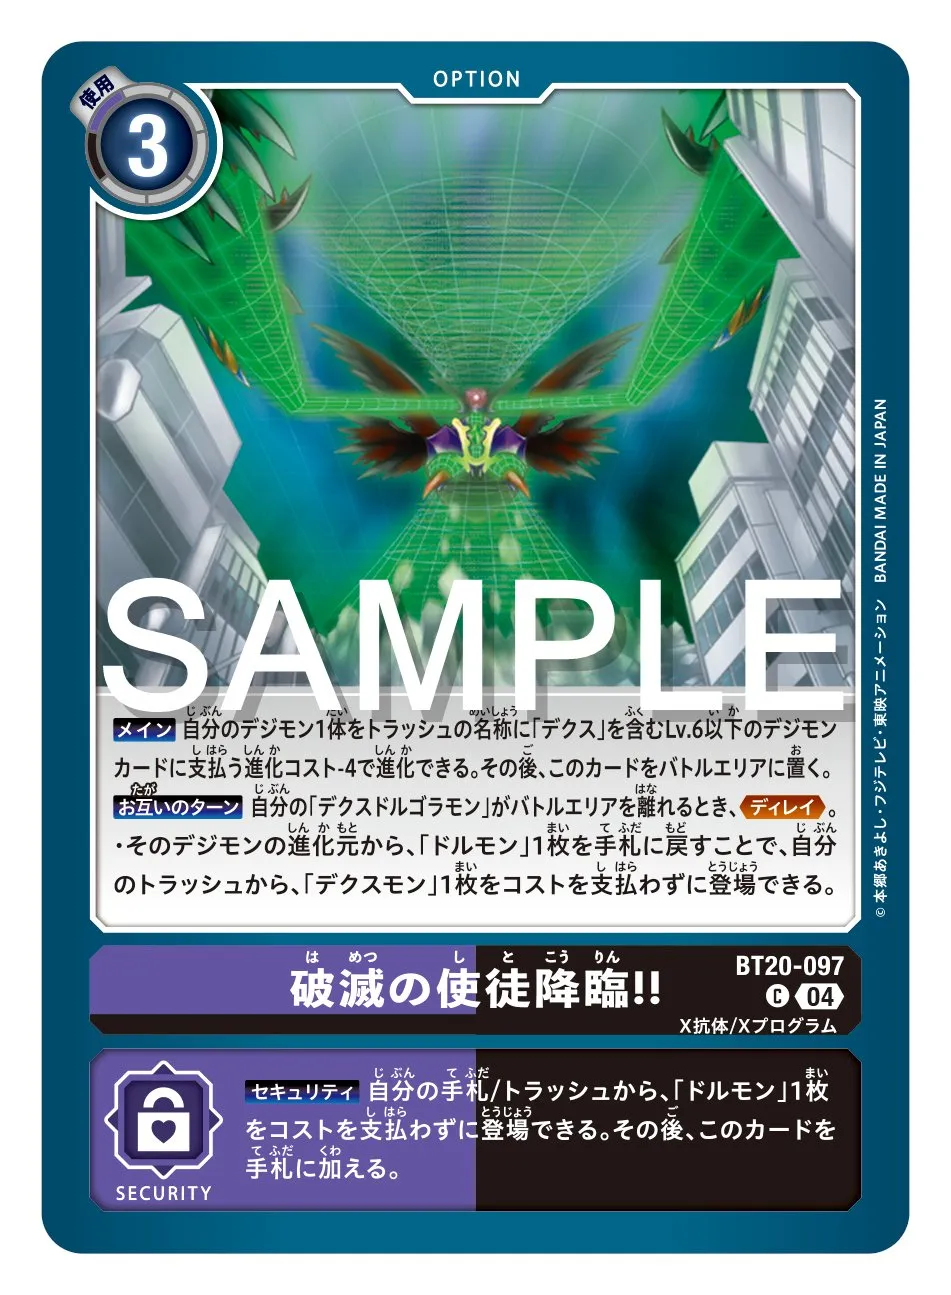 OPTION
使用
3
SAMPLE
メイン 自分のデジモン1体をトラッシュの名称に「デクス」を含むLv.6以下のデジモン
カードに支払う進化コスト-4で進化できる。その後、このカードをバトルエリアに置く。
お互いのターン 自分の「デクスドルゴラモン」がバトルエリアを離れるとき、ディレイ。
・そのデジモンの進化元から、「ドルモン」1枚を手札に戻すことで、自分
のトラッシュから、「デクスモン」1枚をコストを支払わずに登場できる。
©本郷あきよし・フジテレビ・東映アニメーション BANDAI MADE IN JAPAN
破滅の使徒降臨!!
BT20-097
C 04
X抗体/Xプログラム
セキュリティ 自分の手札/トラッシュから、「ドルモン」1枚
をコストを支払わずに登場できる。その後、このカードを
手札に加える。
SECURITY